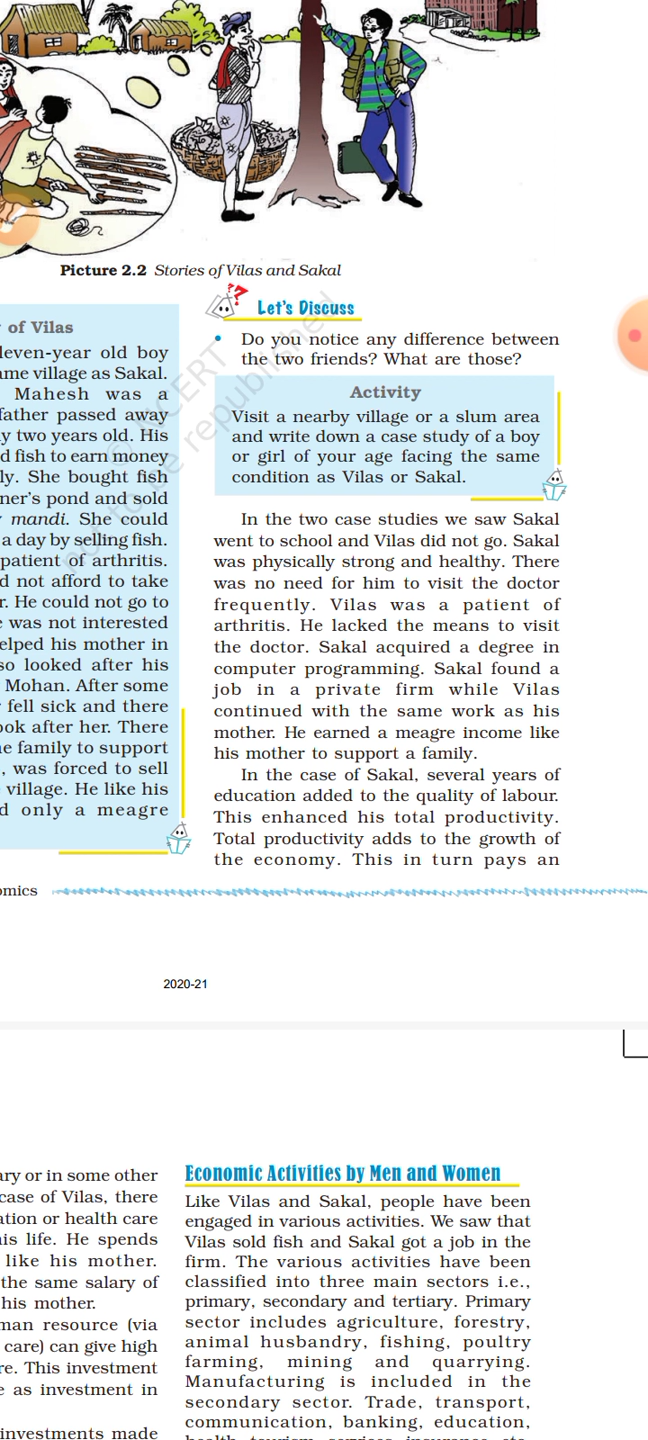 Picture 2.2 Stories of Vilas and Sakal
of Vilas
leven-year old boy
ame village as Sakal.
Mahesh was a
father passed away
y two years old. His
d fish to earn money
ly. She bought fish
ner's pond and sold
mandi. She could
a day by selling fish.
patient of arthritis.
d not afford to take
r. He could not go to
e was not interested
elped his mother in
so looked after his
Mohan. After some
fell sick and there
ook after her. There
e family to support
, was forced to sell
village. He like his
d only a meagre
Let's Discuss
• Do you notice any difference between
the two friends? What are those?
Activity
Visit a nearby village or a slum area
and write down a case study of a boy
or girl of your age facing the same
condition as Vilas or Sakal.
In the two case studies we saw Sakal
went to school and Vilas did not go. Sakal
was physically strong and healthy. There
was no need for him to visit the doctor
frequently. Vilas was a patient of
arthritis. He lacked the means to visit
the doctor. Sakal acquired a degree in
computer programming. Sakal found a
job in a private firm while Vilas
continued with the same work as his
mother. He earned a meagre income like
his mother to support a family.
In the case of Sakal, several years of
education added to the quality of labour.
This enhanced his total productivity.
Total productivity adds to the growth of
the economy. This in turn pays an
© NCERT
not to be republished
omics
2020-21
ary or in some other
case of Vilas, there
ation or health care
his life. He spends
like his mother.
the same salary of
his mother.
man resource (via
care) can give high
re. This investment
e as investment in
investments made
Economic Activities by Men and Women
Like Vilas and Sakal, people have been
engaged in various activities. We saw that
Vilas sold fish and Sakal got a job in the
firm. The various activities have been
classified into three main sectors i.e.,
primary, secondary and tertiary. Primary
sector includes agriculture, forestry,
animal husbandry, fishing, poultry
farming, mining and quarrying.
Manufacturing is included in the
secondary sector. Trade, transport,
communication, banking, education,
health, tourism, services, insurance, etc.